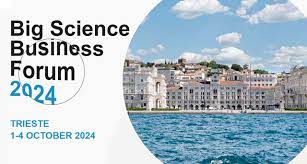 Big Science
Business
Forum
2024
TRIESTE
1-4 OCTOBER 2024